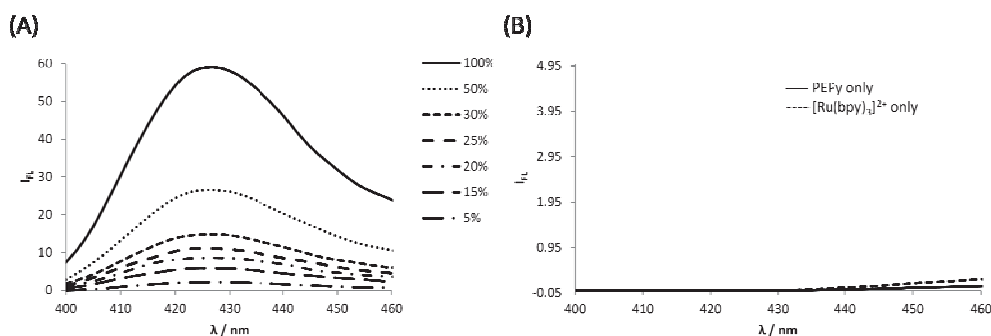 (A)
60
50
40
30
20
10
0
I_FL
400 410 420 430 440 450 460
λ / nm
100%
50%
30%
25%
20%
15%
5%
(B)
4.95
3.95
2.95
1.95
0.95
-0.05
I_FL
400 410 420 430 440 450 460
λ / nm
PEPy only
[Ru(bpy)₃]²⁺ only